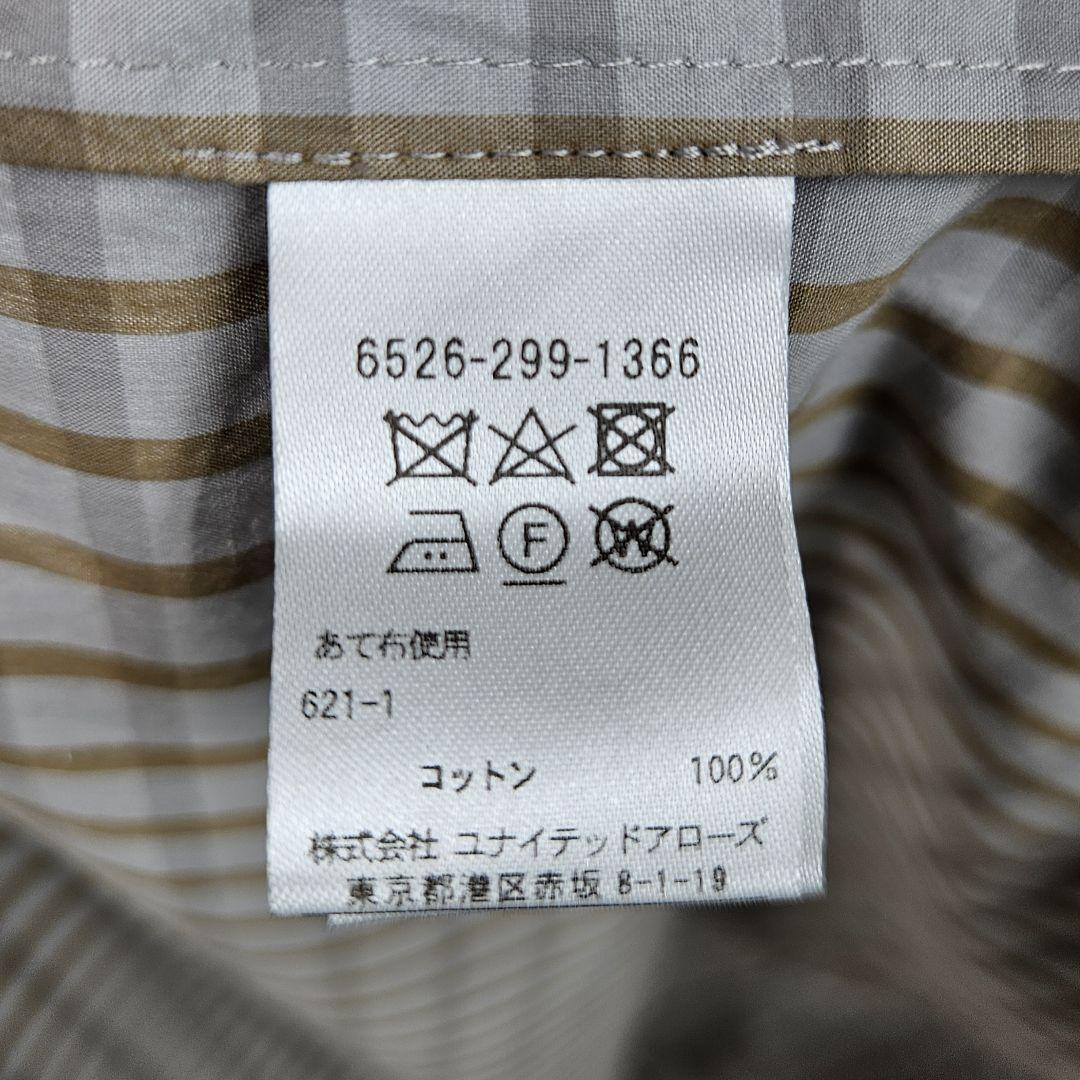 6526-299-1366
F
W
あて布使用
621-1
コットン 100%
株式会社 ユナイテッドアローズ
東京都港区赤坂 8-1-19